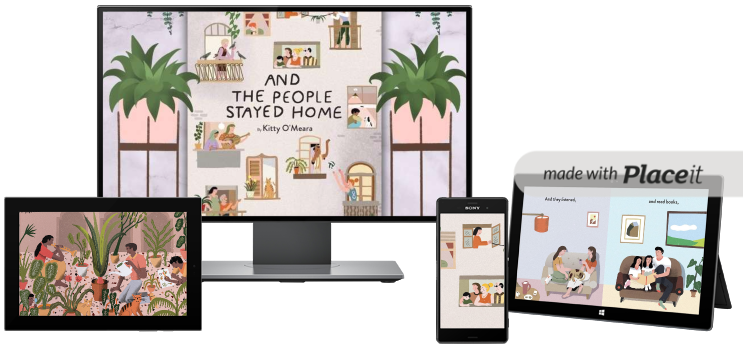 AND
THE PEOPLE
STAYED HOME
By Kitty O'Meara
made with Placeit
SONY
And they listened,
and read books,